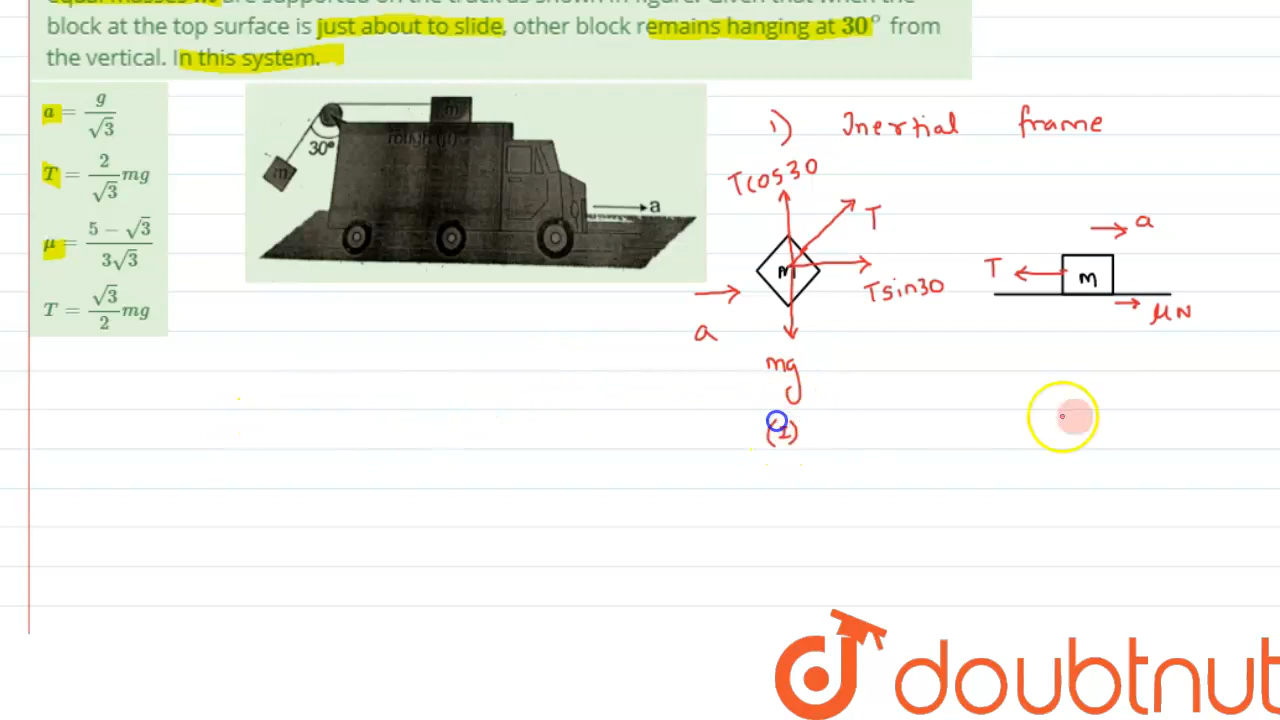 equal masses m are supported on the truck as shown in figure. Given that when the
block at the top surface is just about to slide, other block remains hanging at 30° from
the vertical. In this system.
a = g/√3
T = 2/√3 mg
μ = (5 − √3)/(3√3)
T = √3/2 mg
m
rough (μ)
30°
m
a
1) Inertial frame
Tcos30
T
m
Tsin30
a
mg
(1)
a
T
m
μN
doubtnut